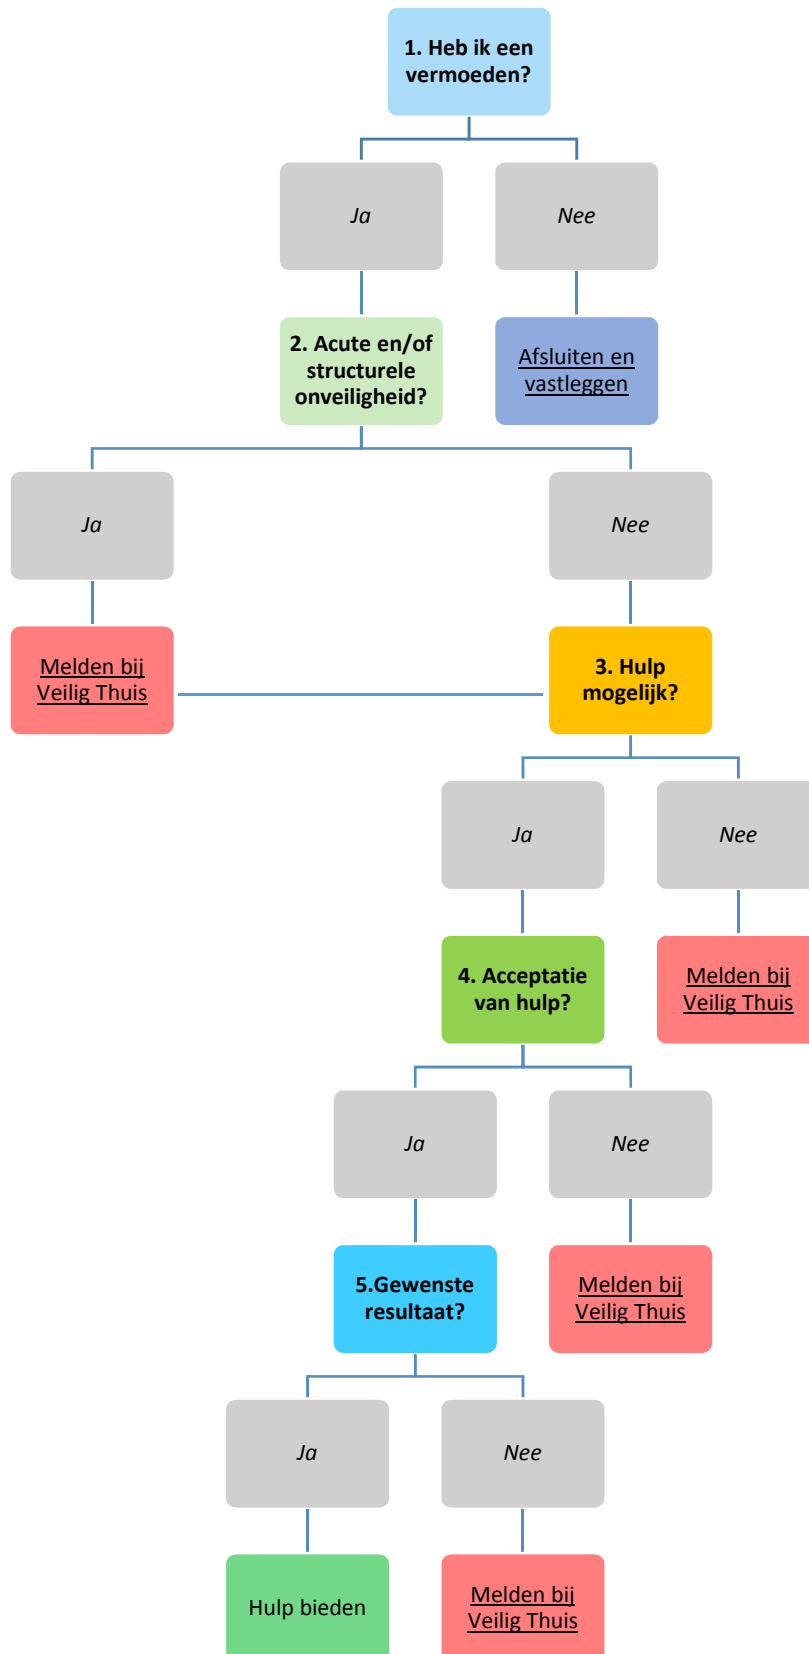 1. Heb ik een
vermoeden?
Ja
Nee
2. Acute en/of
structurele
onveiligheid?
Afsluiten en
vastleggen
Ja
Nee
Melden bij
Veilig Thuis
3. Hulp
mogelijk?
Ja
Nee
4. Acceptatie
van hulp?
Melden bij
Veilig Thuis
Ja
Nee
5.Gewenste
resultaat?
Melden bij
Veilig Thuis
Ja
Nee
Hulp bieden
Melden bij
Veilig Thuis